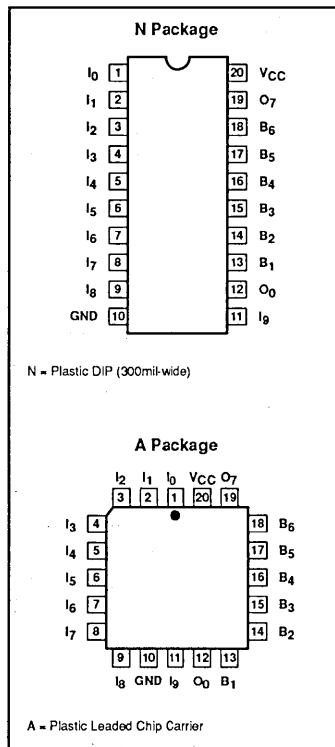 N Package
I0 1 20 VCC
I1 2 19 O7
I2 3 18 B6
I3 4 17 B5
I4 5 16 B4
I5 6 15 B3
I6 7 14 B2
I7 8 13 B1
I8 9 12 O0
GND 10 11 I9
N = Plastic DIP (300mil-wide)
A Package
I2 I1 I0 VCC O7
3 2 1 20 19
I3 4 18 B6
I4 5 17 B5
I5 6 16 B4
I6 7 15 B3
I7 8 14 B2
9 10 11 12 13
I8 GND I9 O0 B1
A = Plastic Leaded Chip Carrier